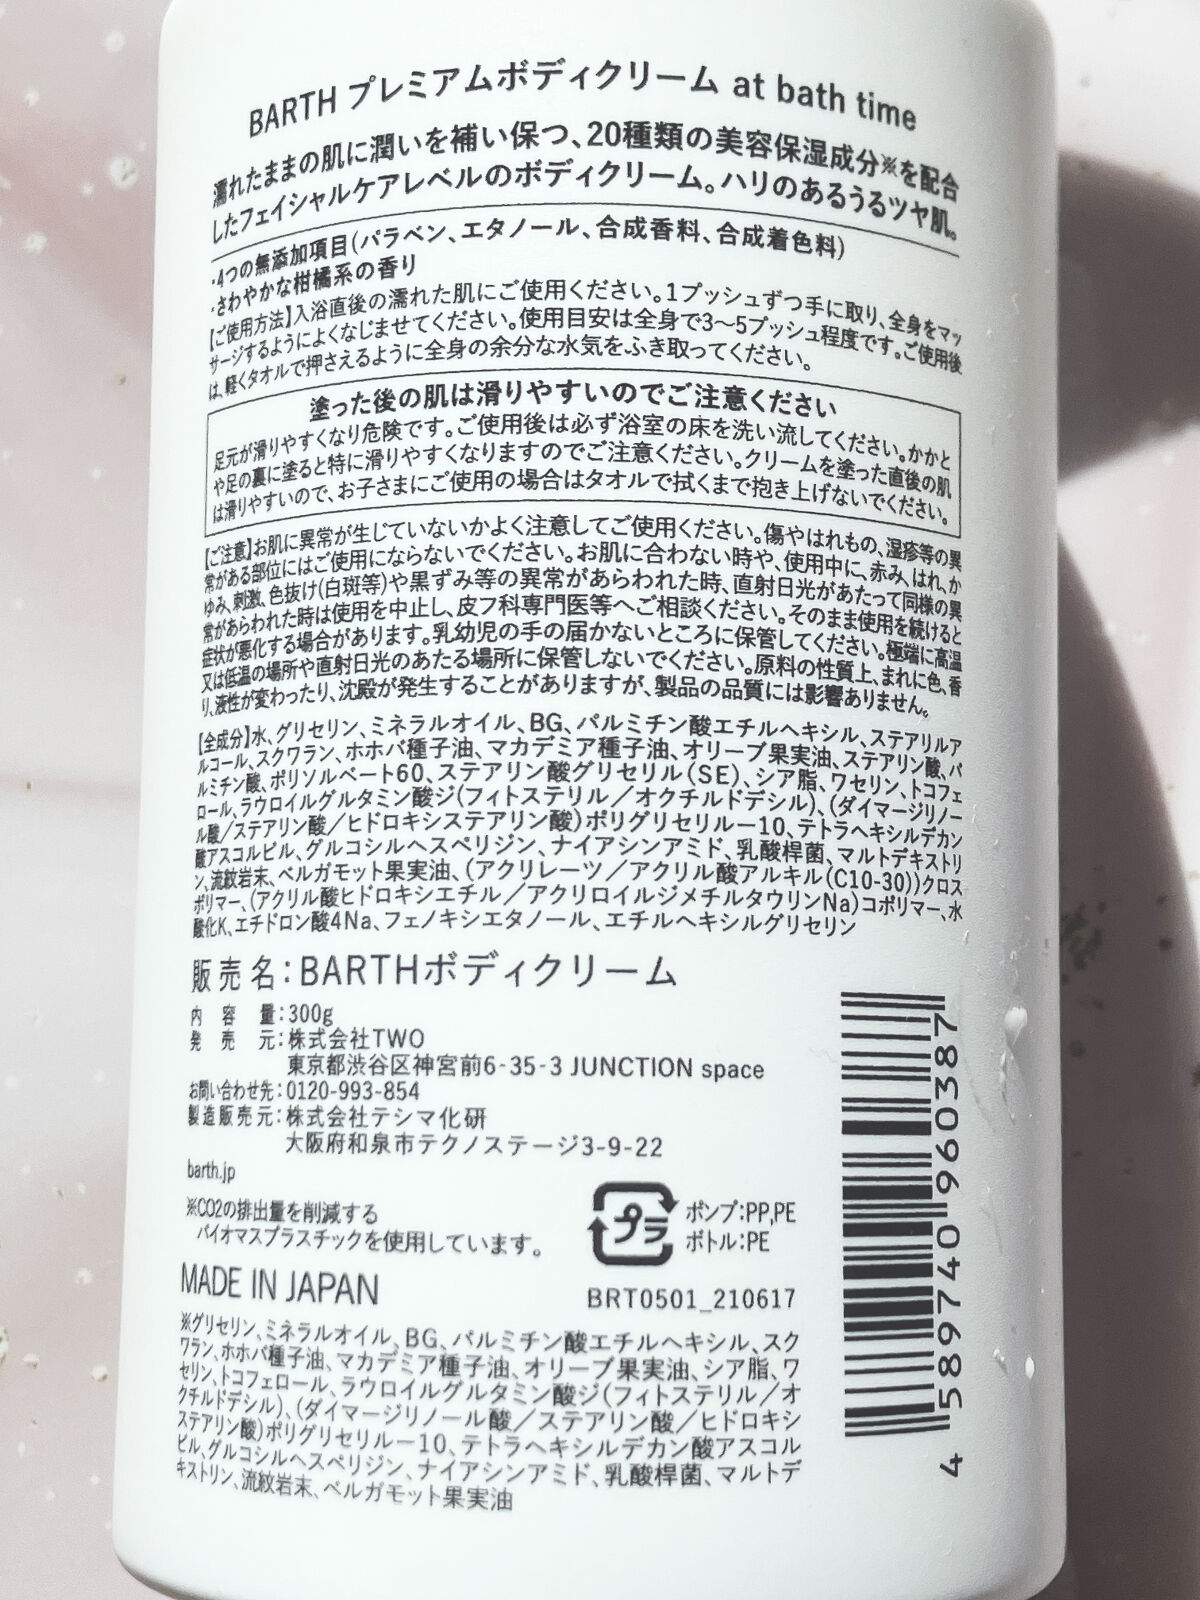 BARTH プレミアムボディクリーム at bath time
濡れたままの肌に潤いを補い保つ、20種類の美容保湿成分※を配合
したフェイシャルケアレベルのボディクリーム。ハリのあるうるツヤ肌。
・4つの無添加項目(パラベン、エタノール、合成香料、合成着色料)
・さわやかな柑橘系の香り
【ご使用方法】入浴直後の濡れた肌にご使用ください。1プッシュずつ手に取り、全身をマッ
サージするようによくなじませてください。使用目安は全身で3〜5プッシュ程度です。ご使用後
は、軽くタオルで押さえるように全身の余分な水気をふき取ってください。
塗った後の肌は滑りやすいのでご注意ください
足元が滑りやすくなり危険です。ご使用後は必ず浴室の床を洗い流してください。かかと
や足の裏に塗ると特に滑りやすくなりますのでご注意ください。クリームを塗った直後の肌
は滑りやすいので、お子さまにご使用の場合はタオルで拭くまで抱き上げないでください。
【ご注意】お肌に異常が生じていないかよく注意してご使用ください。傷やはれもの、湿疹等の異
常がある部位にはご使用にならないでください。お肌に合わない時や、使用中に、赤み、はれ、か
ゆみ、刺激、色抜け(白斑等)や黒ずみ等の異常があらわれた時、直射日光があたって同様の異
常があらわれた時は使用を中止し、皮フ科専門医等へご相談ください。そのまま使用を続けると
症状が悪化する場合があります。乳幼児の手の届かないところに保管してください。極端に高温
又は低温の場所や直射日光のあたる場所に保管しないでください。原料の性質上、まれに色、香
り、液性が変わったり、沈殿が発生することがありますが、製品の品質には影響ありません。
【全成分】水、グリセリン、ミネラルオイル、BG、パルミチン酸エチルヘキシル、ステアリルア
ルコール、スクワラン、ホホバ種子油、マカデミア種子油、オリーブ果実油、ステアリン酸、パ
ルミチン酸、ポリソルベート60、ステアリン酸グリセリル(SE)、シア脂、ワセリン、トコフェ
ロール、ラウロイルグルタミン酸ジ(フィトステリル/オクチルドデシル)、(ダイマージリノー
ル酸/ステアリン酸/ヒドロキシステアリン酸)ポリグリセリル-10、テトラヘキシルデカン
酸アスコルビル、グルコシルヘスペリジン、ナイアシンアミド、乳酸桿菌、マルトデキストリ
ン、流紋岩末、ベルガモット果実油、(アクリレーツ/アクリル酸アルキル(C10-30))クロス
ポリマー、(アクリル酸ヒドロキシエチル/アクリロイルジメチルタウリンNa)コポリマー、水
酸化K、エチドロン酸4Na、フェノキシエタノール、エチルヘキシルグリセリン
販売名:BARTHボディクリーム
内容量:300g
発売元:株式会社TWO
東京都渋谷区神宮前6-35-3 JUNCTION space
お問い合わせ先:0120-993-854
製造販売元:株式会社テシマ化研
大阪府和泉市テクノステージ3-9-22
barth.jp
※CO2の排出量を削減する
バイオマスプラスチックを使用しています。
プラ
ポンプ:PP,PE
ボトル:PE
MADE IN JAPAN
BRT0501_210617
※グリセリン、ミネラルオイル、BG、パルミチン酸エチルヘキシル、スク
ワラン、ホホバ種子油、マカデミア種子油、オリーブ果実油、シア脂、ワ
セリン、トコフェロール、ラウロイルグルタミン酸ジ(フィトステリル/オ
クチルドデシル)、(ダイマージリノール酸/ステアリン酸/ヒドロキシ
ステアリン酸)ポリグリセリル-10、テトラヘキシルデカン酸アスコル
ビル、グルコシルヘスペリジン、ナイアシンアミド、乳酸桿菌、マルトデ
キストリン、流紋岩末、ベルガモット果実油
4 589740 960387